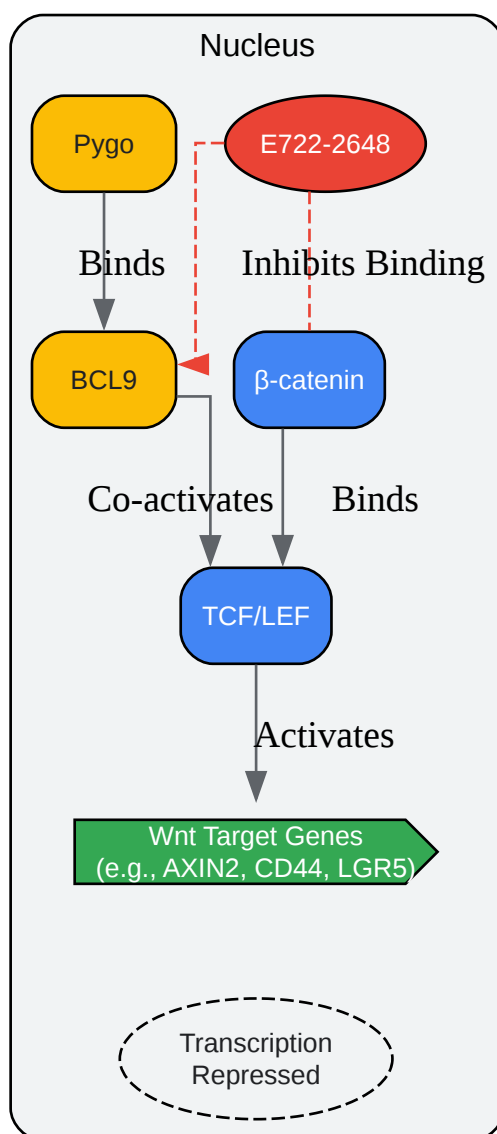 Nucleus
Pygo
E722-2648
Binds
Inhibits Binding
BCL9
β-catenin
Co-activates
Binds
TCF/LEF
Activates
Wnt Target Genes
(e.g., AXIN2, CD44, LGR5)
Transcription
Repressed